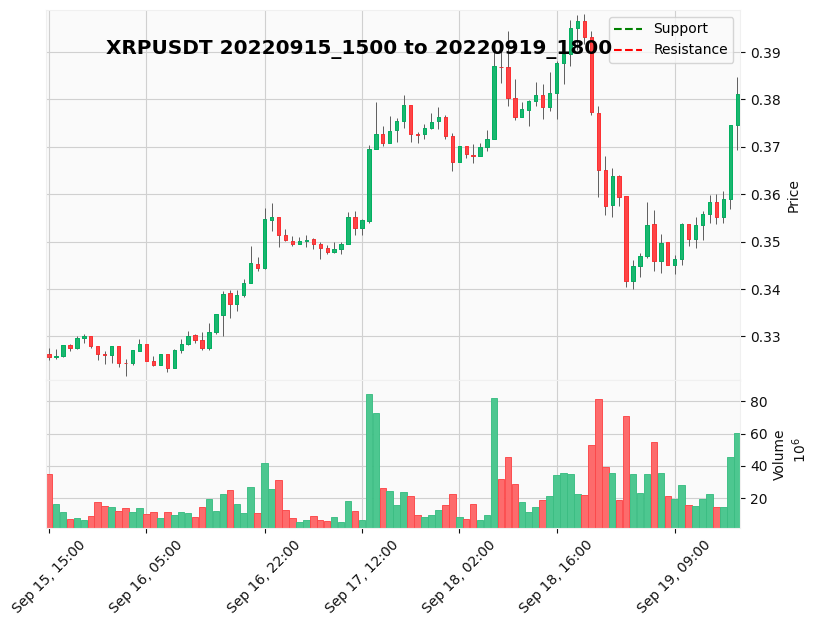 XRPUSDT 20220915_1500 to 20220919_1800
Support
Resistance
0.39
0.38
0.37
0.36
0.35
0.34
0.33
Price
80
60
40
20
Volume
10^6
Sep 15, 15:00
Sep 16, 05:00
Sep 16, 22:00
Sep 17, 12:00
Sep 18, 02:00
Sep 18, 16:00
Sep 19, 09:00